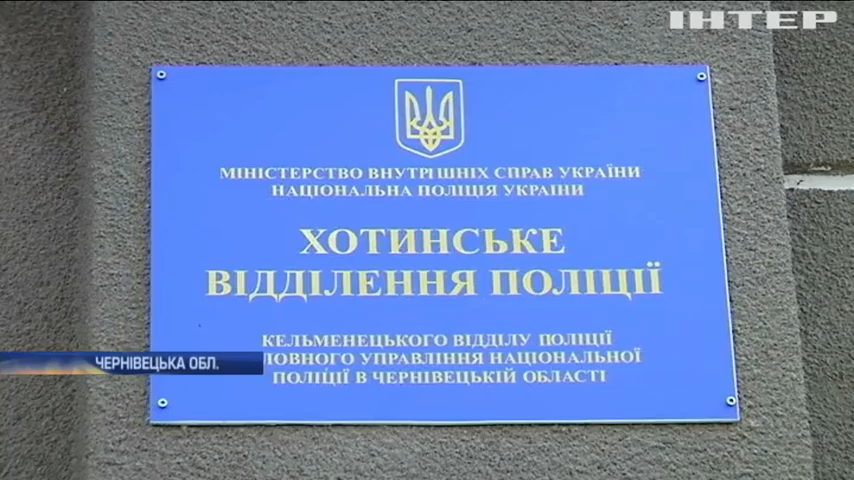 ІНТЕР
МІНІСТЕРСТВО ВНУТРІШНІХ СПРАВ УКРАЇНИ
НАЦІОНАЛЬНА ПОЛІЦІЯ УКРАЇНИ
ХОТИНСЬКЕ
ВІДДІЛЕННЯ ПОЛІЦІЇ
КЕЛЬМЕНЕЦЬКОГО ВІДДІЛУ ПОЛІЦІЇ
ЛОВНОГО УПРАВЛІННЯ НАЦІОНАЛЬНОЇ
ПОЛІЦІЇ В ЧЕРНІВЕЦЬКІЙ ОБЛАСТІ
ЧЕРНІВЕЦЬКА ОБЛ.